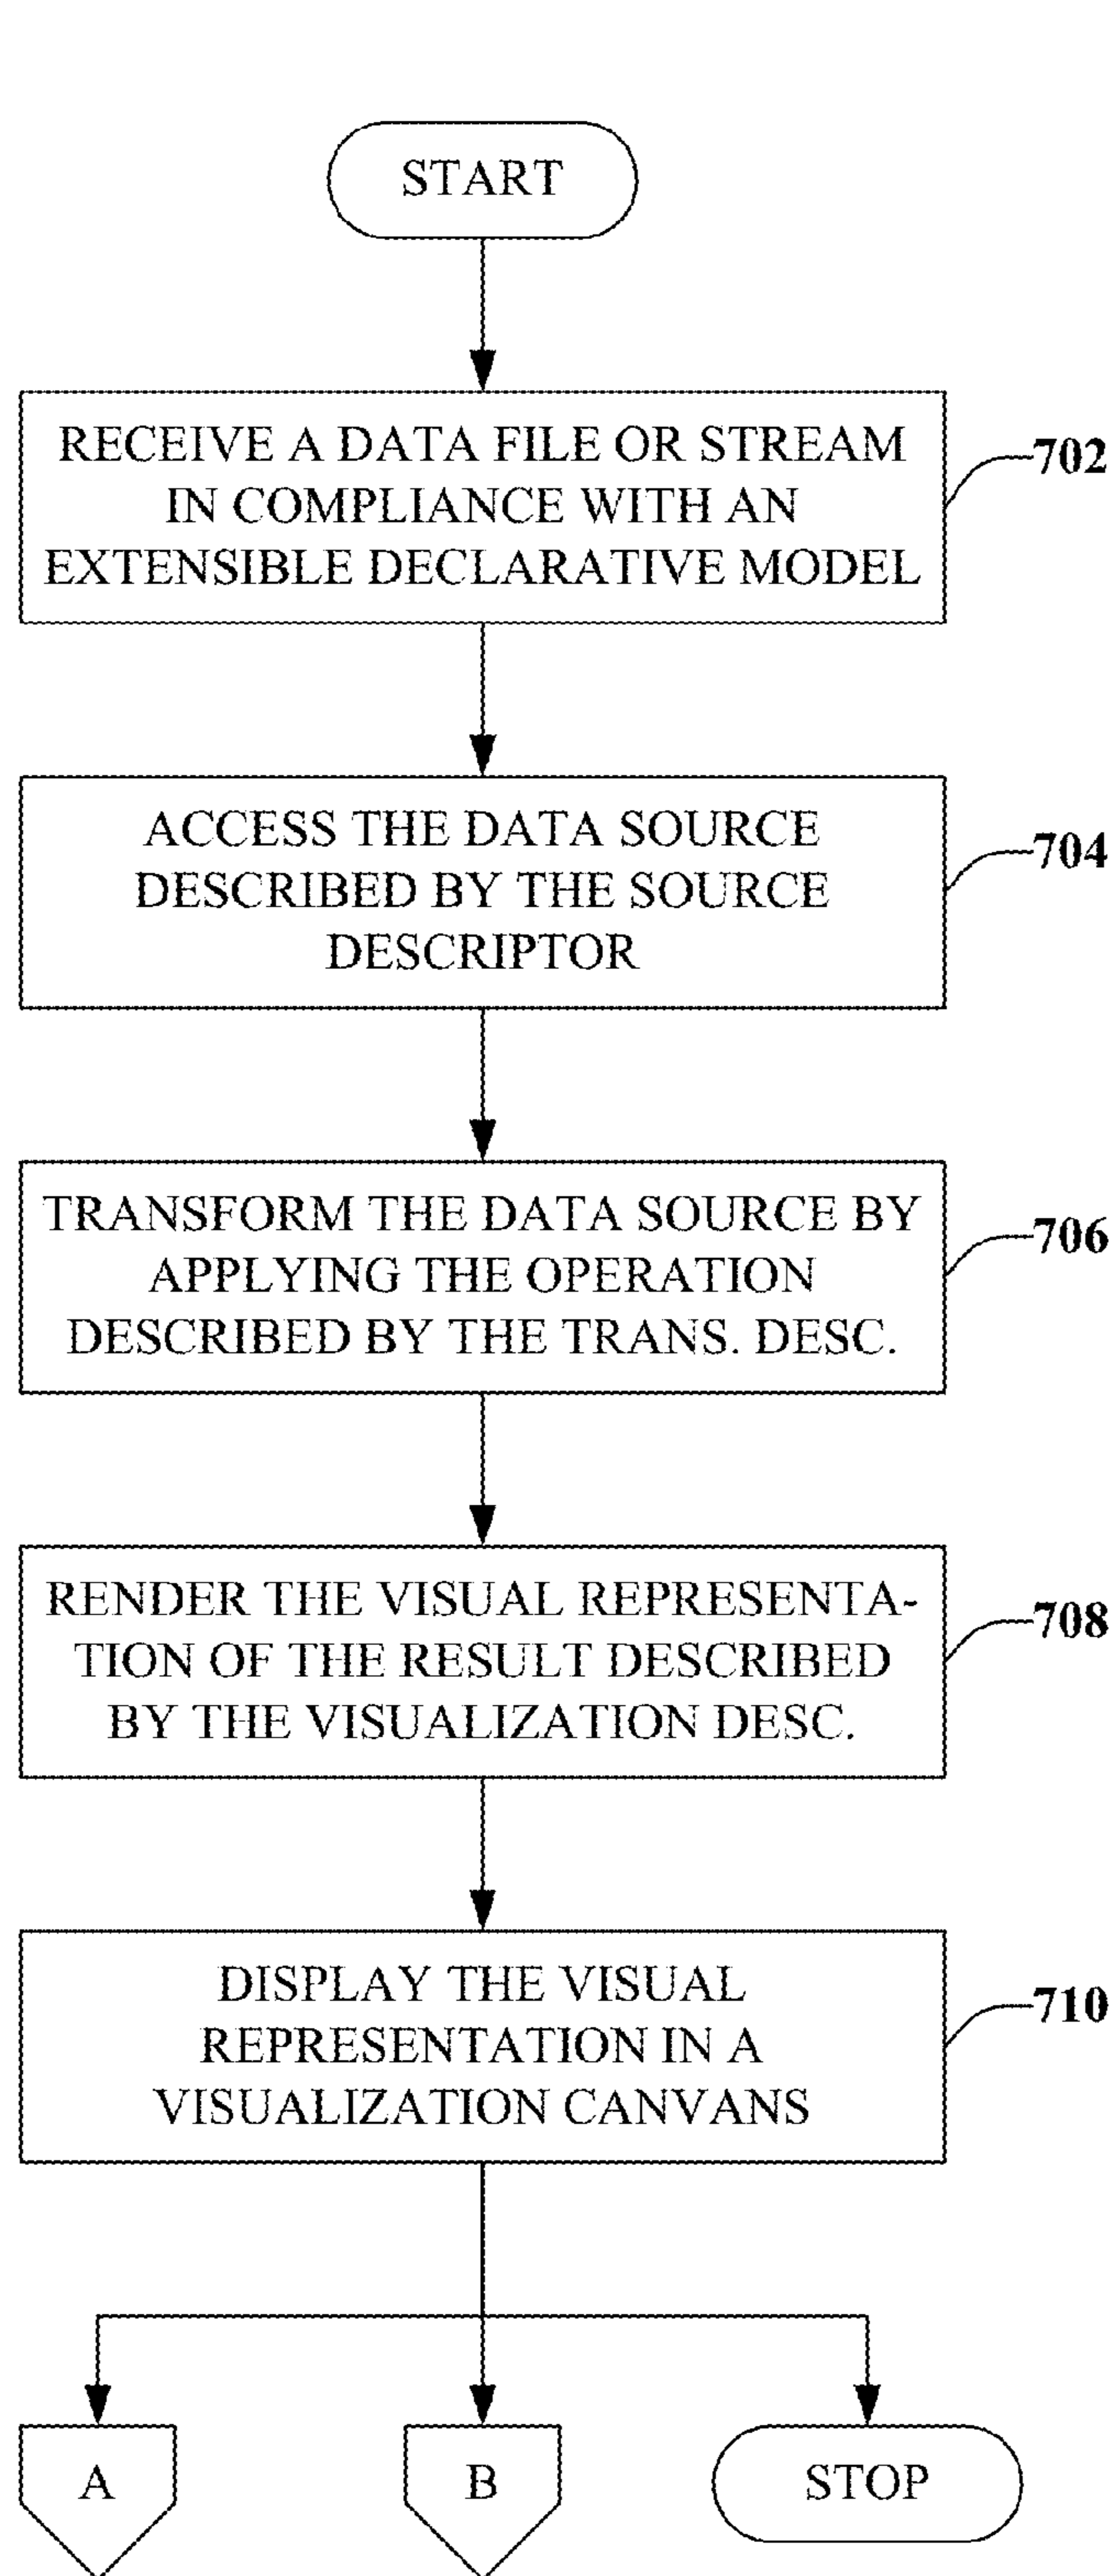 START
RECEIVE A DATA FILE OR STREAM
IN COMPLIANCE WITH AN
EXTENSIBLE DECLARATIVE MODEL
702
ACCESS THE DATA SOURCE
DESCRIBED BY THE SOURCE
DESCRIPTOR
704
TRANSFORM THE DATA SOURCE BY
APPLYING THE OPERATION
DESCRIBED BY THE TRANS. DESC.
706
RENDER THE VISUAL REPRESENTA-
TION OF THE RESULT DESCRIBED
BY THE VISUALIZATION DESC.
708
DISPLAY THE VISUAL
REPRESENTATION IN A
VISUALIZATION CANVANS
710
A
B
STOP